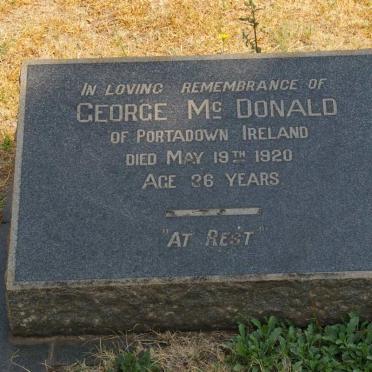 IN LOVING REMEMBRANCE OF
GEORGE Mc DONALD
OF PORTADOWN IRELAND
DIED MAY 19TH 1920
AGE 36 YEARS
"AT REST"